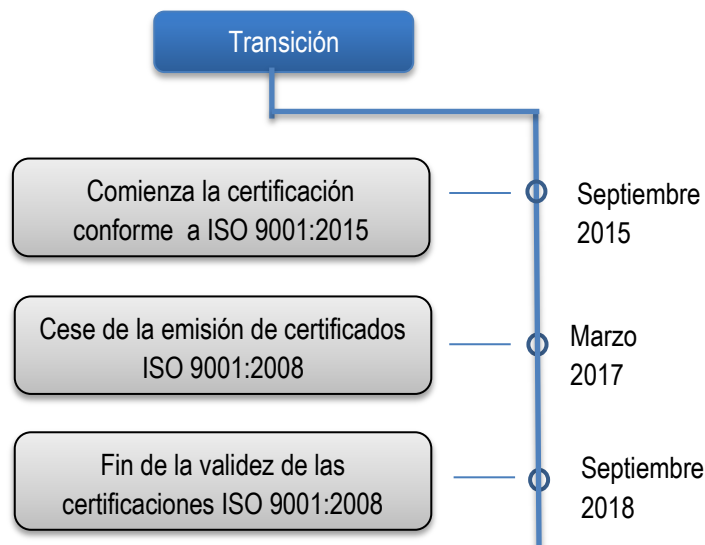 Transición
Comienza la certificación
conforme a ISO 9001:2015
Septiembre
2015
Cese de la emisión de certificados
ISO 9001:2008
Marzo
2017
Fin de la validez de las
certificaciones ISO 9001:2008
Septiembre
2018